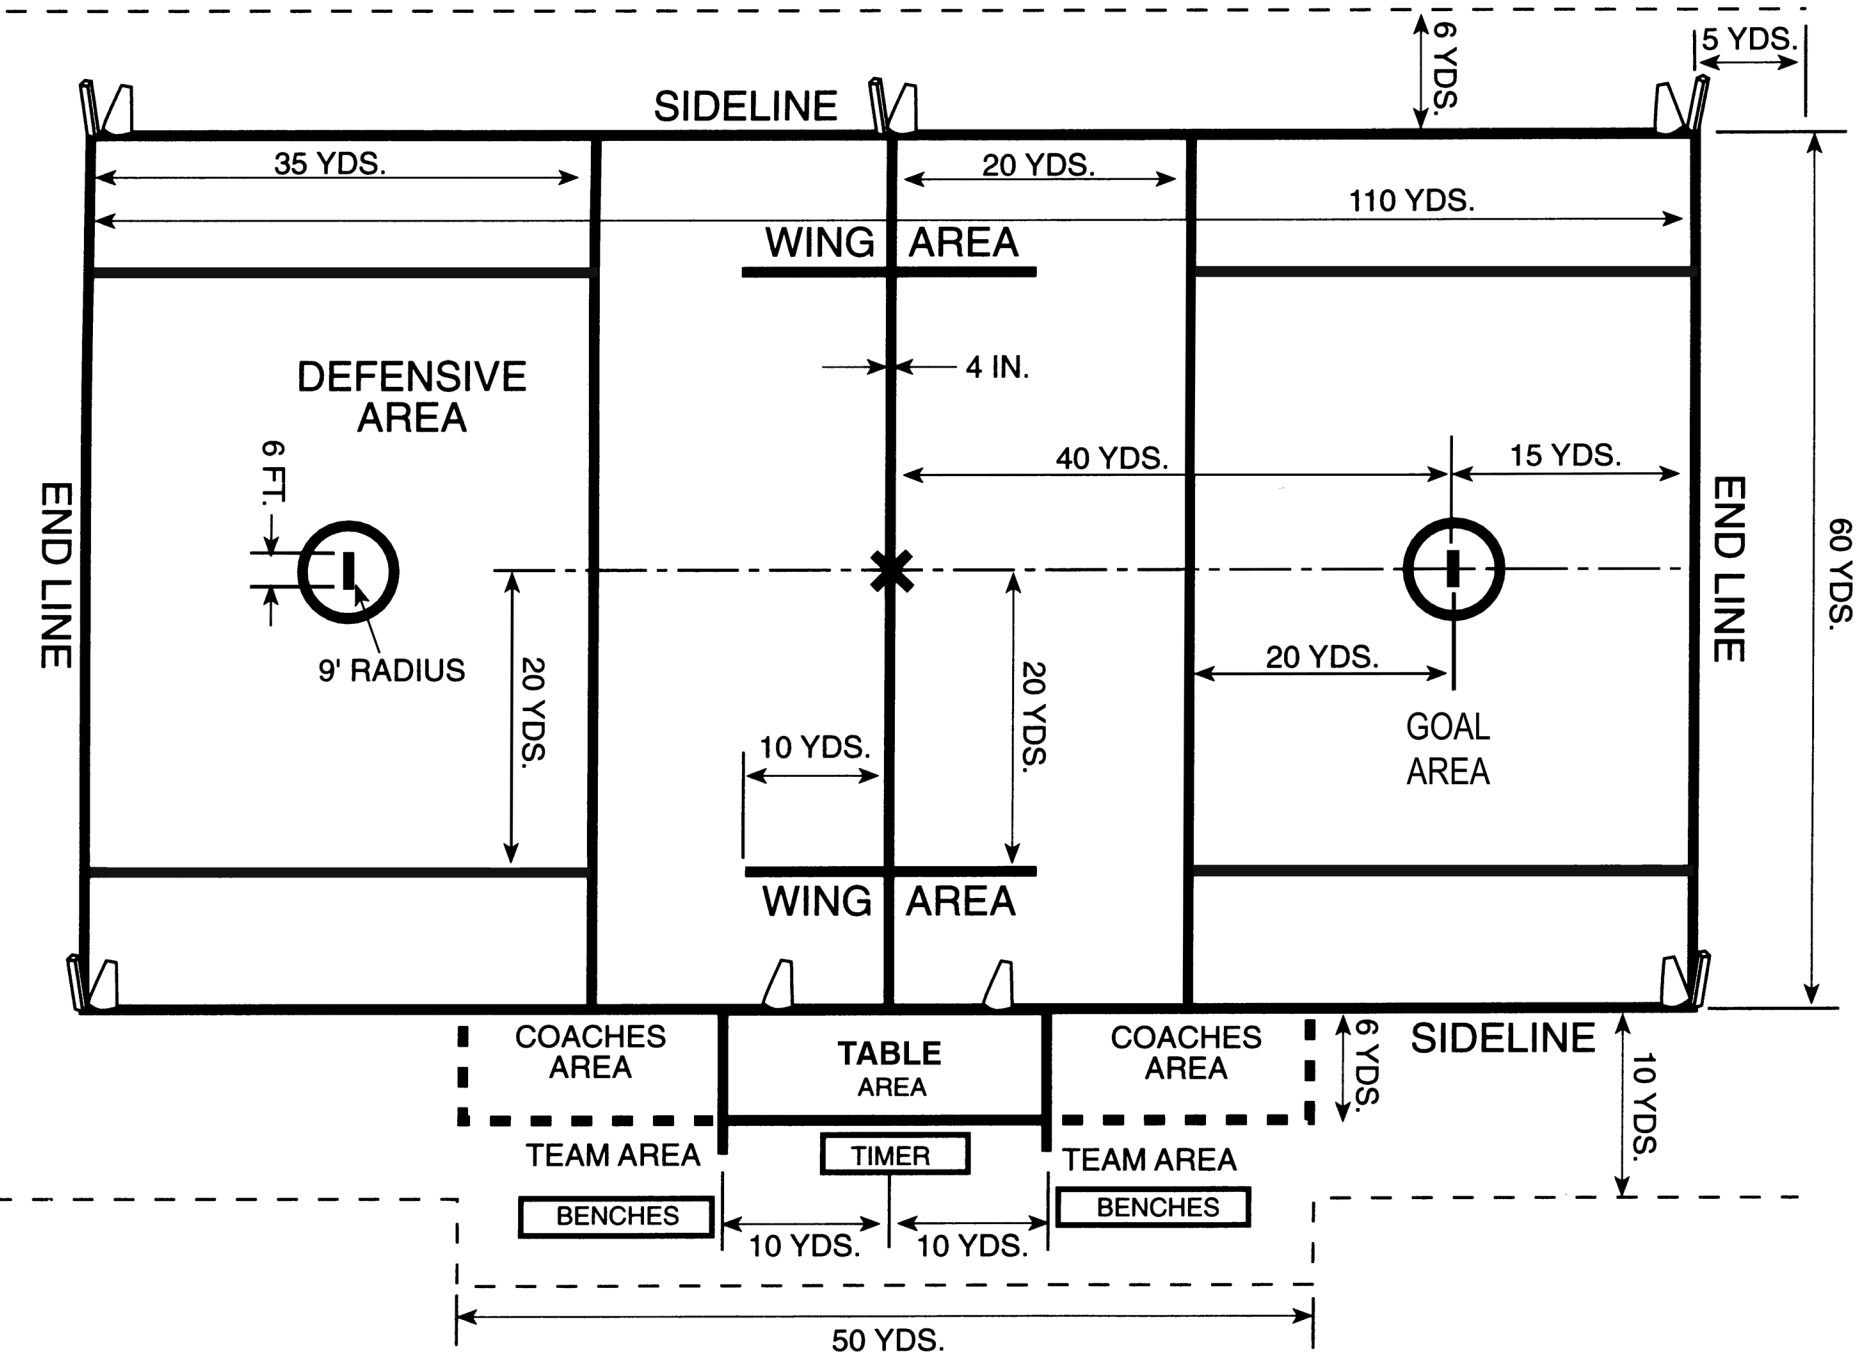 6 YDS.
5 YDS.
SIDELINE
35 YDS.
20 YDS.
110 YDS.
WING AREA
4 IN.
DEFENSIVE
AREA
6 FT.
40 YDS.
15 YDS.
END LINE
END LINE
60 YDS.
9' RADIUS
20 YDS.
20 YDS.
20 YDS.
GOAL
AREA
10 YDS.
WING AREA
COACHES
AREA
TABLE
AREA
COACHES
AREA
6 YDS.
SIDELINE
10 YDS.
TEAM AREA
TIMER
TEAM AREA
BENCHES
BENCHES
10 YDS.
10 YDS.
50 YDS.